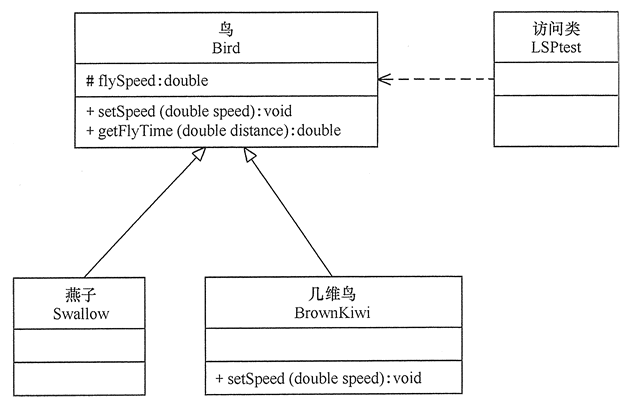 鸟
Bird
# flySpeed:double
+ setSpeed (double speed):void
+ getFlyTime (double distance):double
访问类
LSPtest
燕子
Swallow
几维鸟
BrownKiwi
+ setSpeed (double speed):void